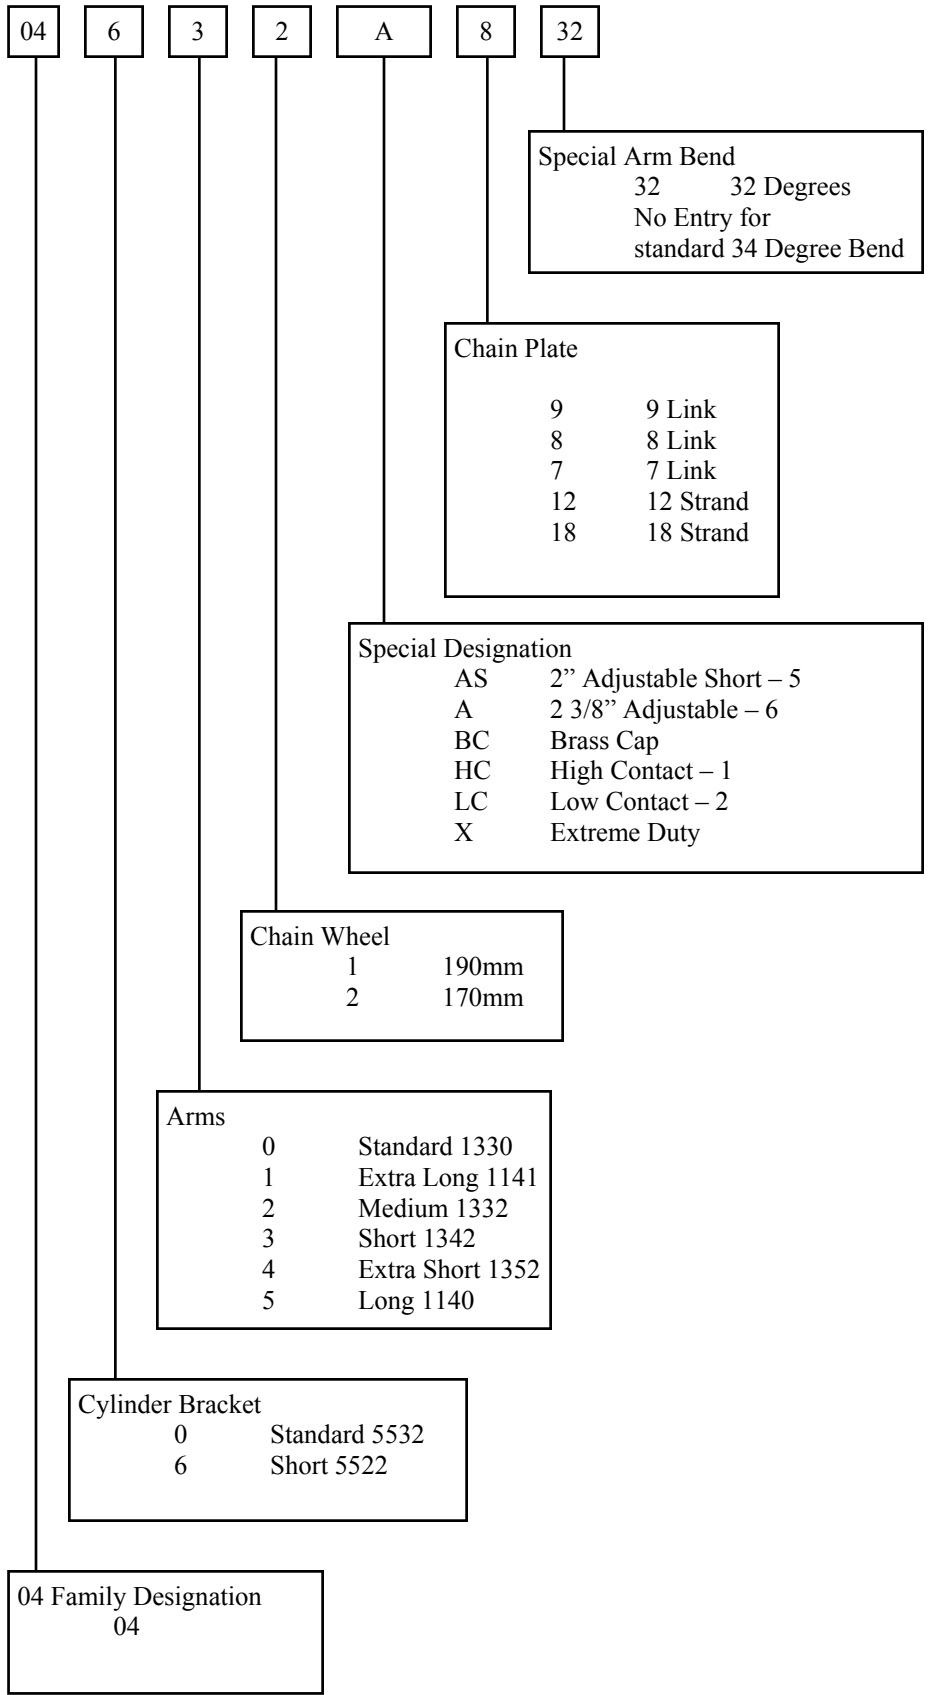 04 6 3 2 A 8 32
Special Arm Bend
32 32 Degrees
No Entry for
standard 34 Degree Bend
Chain Plate
9 9 Link
8 8 Link
7 7 Link
12 12 Strand
18 18 Strand
Special Designation
AS 2” Adjustable Short – 5
A 2 3/8” Adjustable – 6
BC Brass Cap
HC High Contact – 1
LC Low Contact – 2
X Extreme Duty
Chain Wheel
1 190mm
2 170mm
Arms
0 Standard 1330
1 Extra Long 1141
2 Medium 1332
3 Short 1342
4 Extra Short 1352
5 Long 1140
Cylinder Bracket
0 Standard 5532
6 Short 5522
04 Family Designation
04